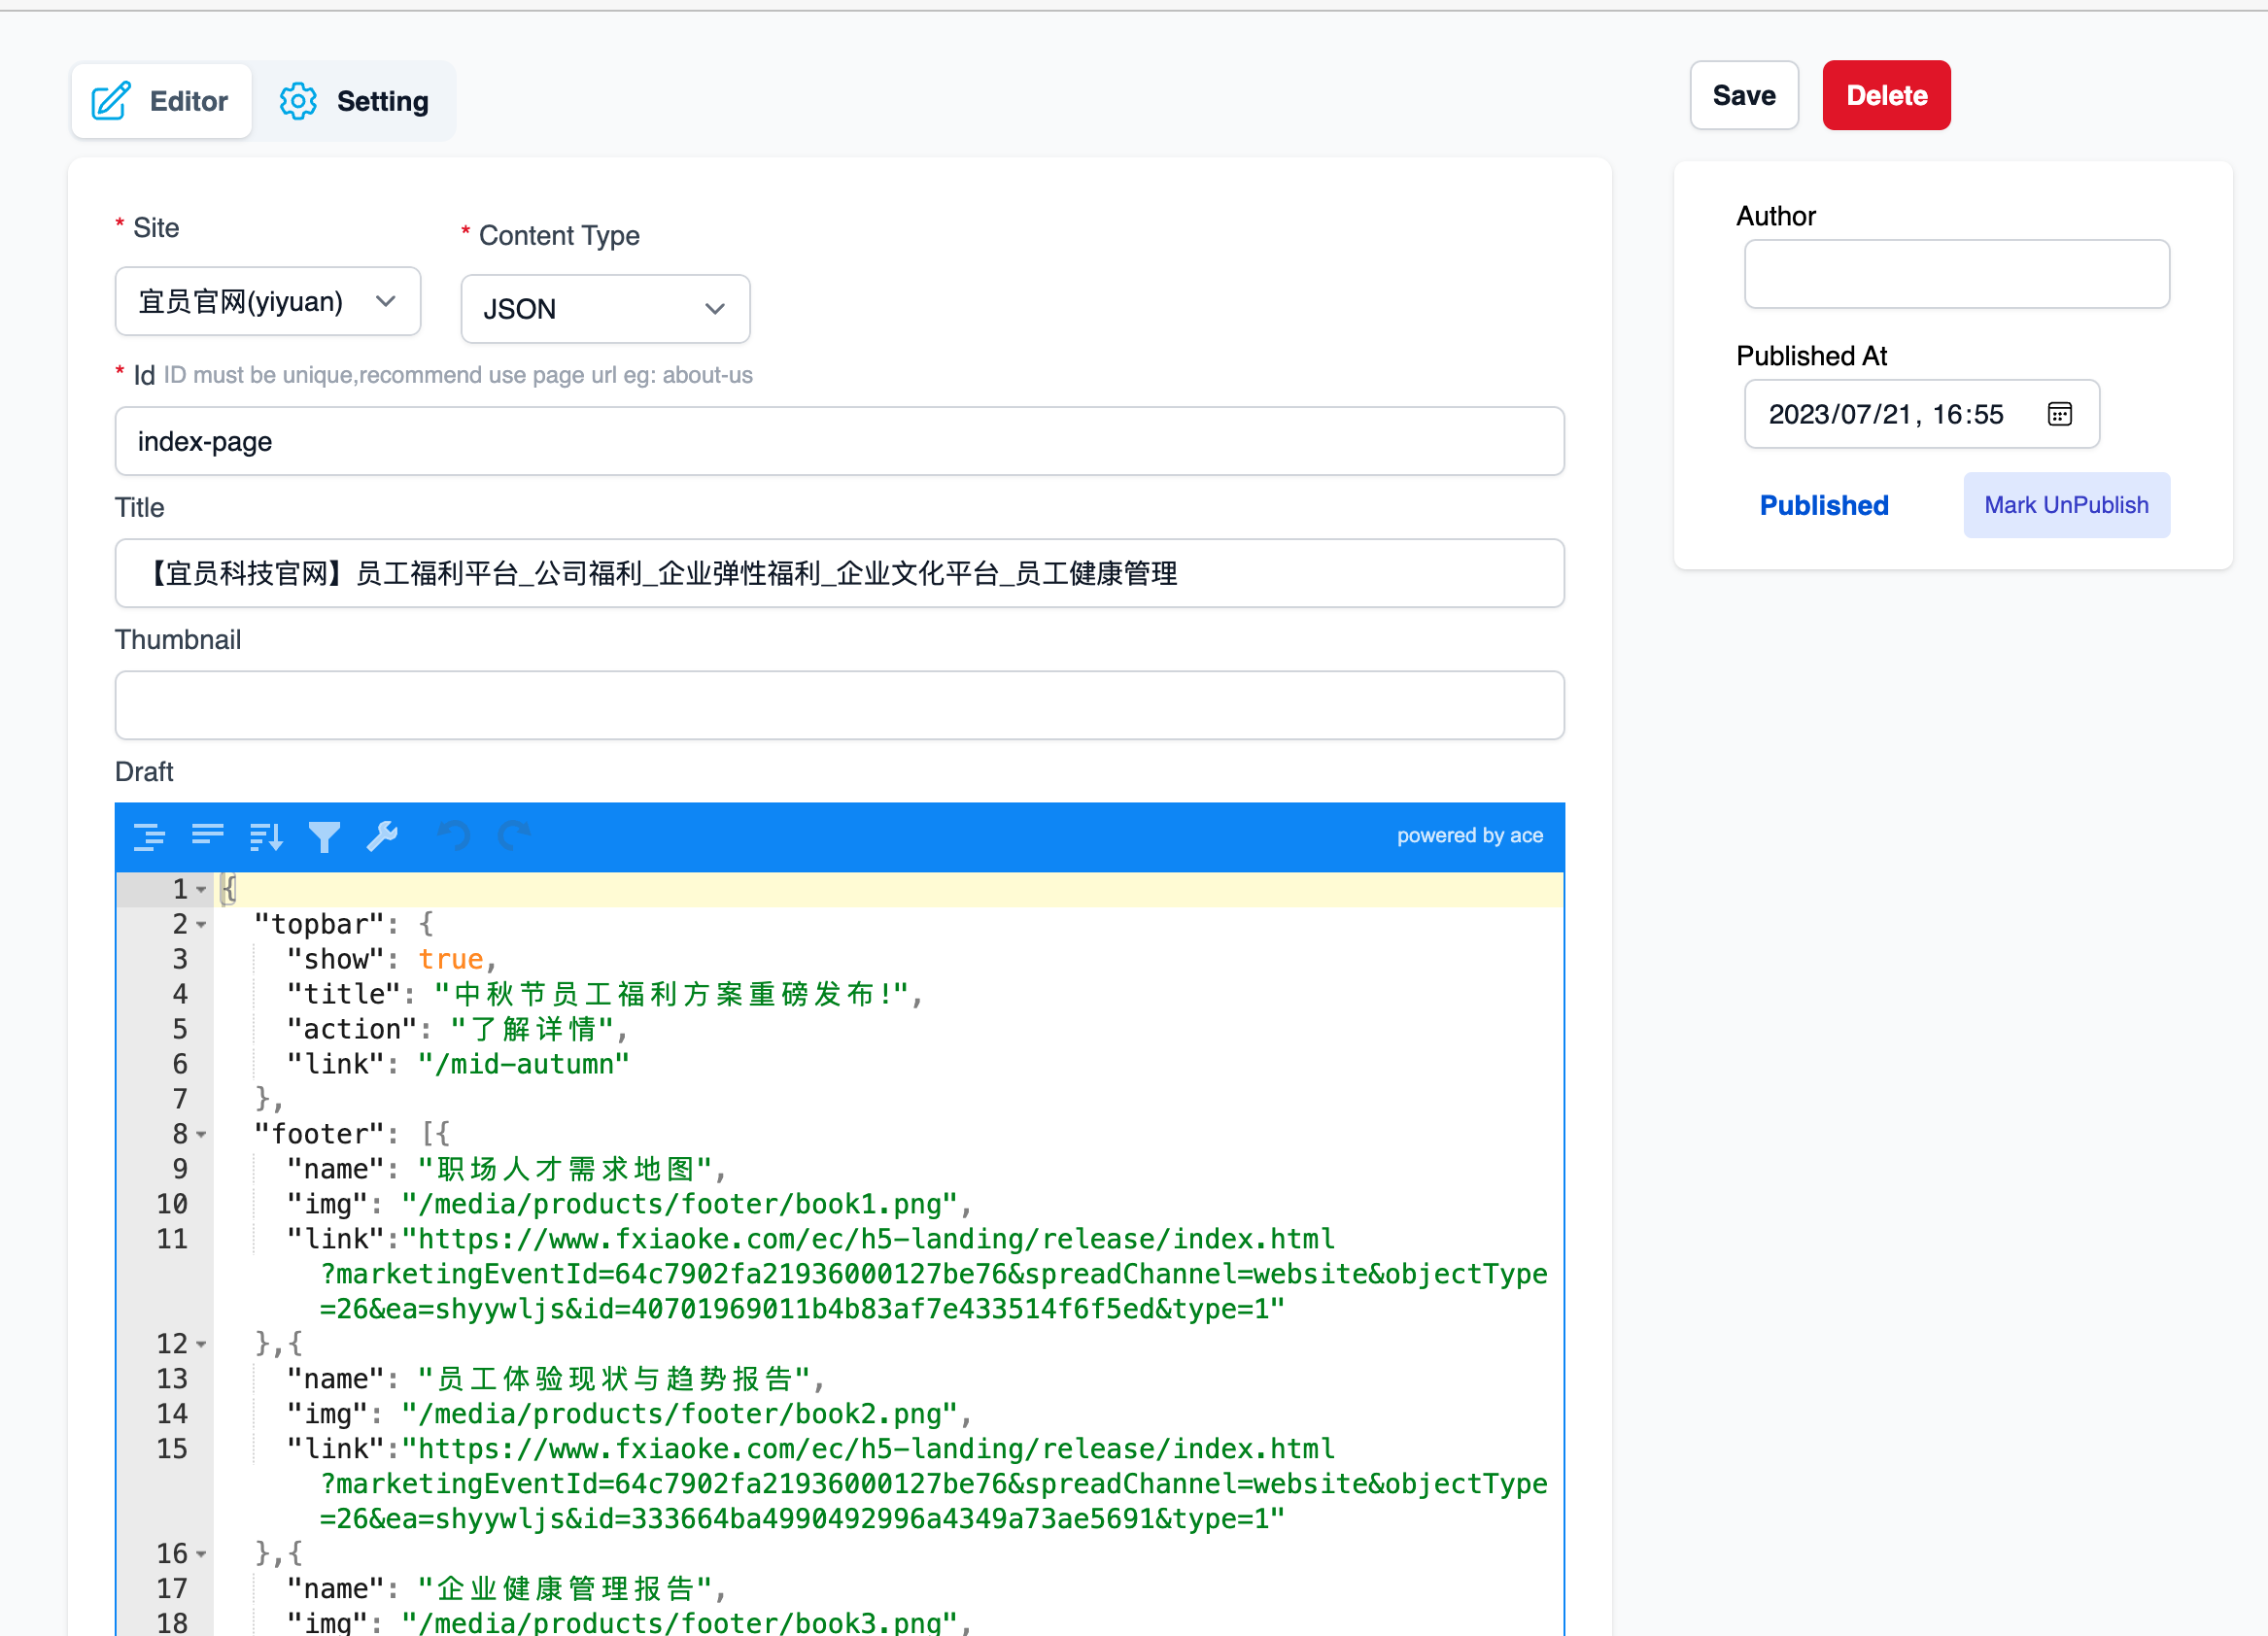 Editor
Setting
Save
Delete
* Site
* Content Type
宜员官网(yiyuan)
JSON
* Id ID must be unique,recommend use page url eg: about-us
index-page
Title
【宜员科技官网】员工福利平台_公司福利_企业弹性福利_企业文化平台_员工健康管理
Thumbnail
Draft
powered by ace
1 {
2 "topbar": {
3 "show": true,
4 "title": "中秋节员工福利方案重磅发布!",
5 "action": "了解详情",
6 "link": "/mid-autumn"
7 },
8 "footer": [{
9 "name": "职场人才需求地图",
10 "img": "/media/products/footer/book1.png",
11 "link":"https://www.fxiaoke.com/ec/h5-landing/release/index.html
?marketingEventId=64c7902fa21936000127be76&spreadChannel=website&objectType
=26&ea=shyywljs&id=40701969011b4b83af7e433514f6f5ed&type=1"
12 },{
13 "name": "员工体验现状与趋势报告",
14 "img": "/media/products/footer/book2.png",
15 "link":"https://www.fxiaoke.com/ec/h5-landing/release/index.html
?marketingEventId=64c7902fa21936000127be76&spreadChannel=website&objectType
=26&ea=shyywljs&id=333664ba4990492996a4349a73ae5691&type=1"
16 },{
17 "name": "企业健康管理报告",
18 "img": "/media/products/footer/book3.png",
Author
Published At
2023/07/21, 16:55
Published
Mark UnPublish